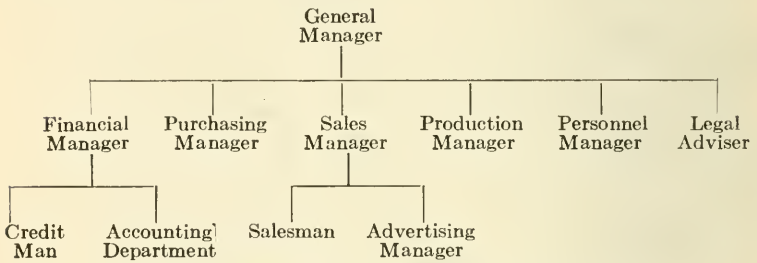 General
Manager
Financial
Manager
Purchasing
Manager
Sales
Manager
Production
Manager
Personnel
Manager
Legal
Adviser
Credit
Man
Accounting
Department
Salesman
Advertising
Manager